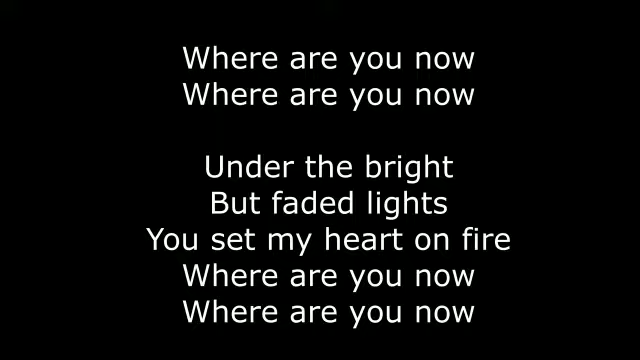 Where are you now
Where are you now
Under the bright
But faded lights
You set my heart on fire
Where are you now
Where are you now